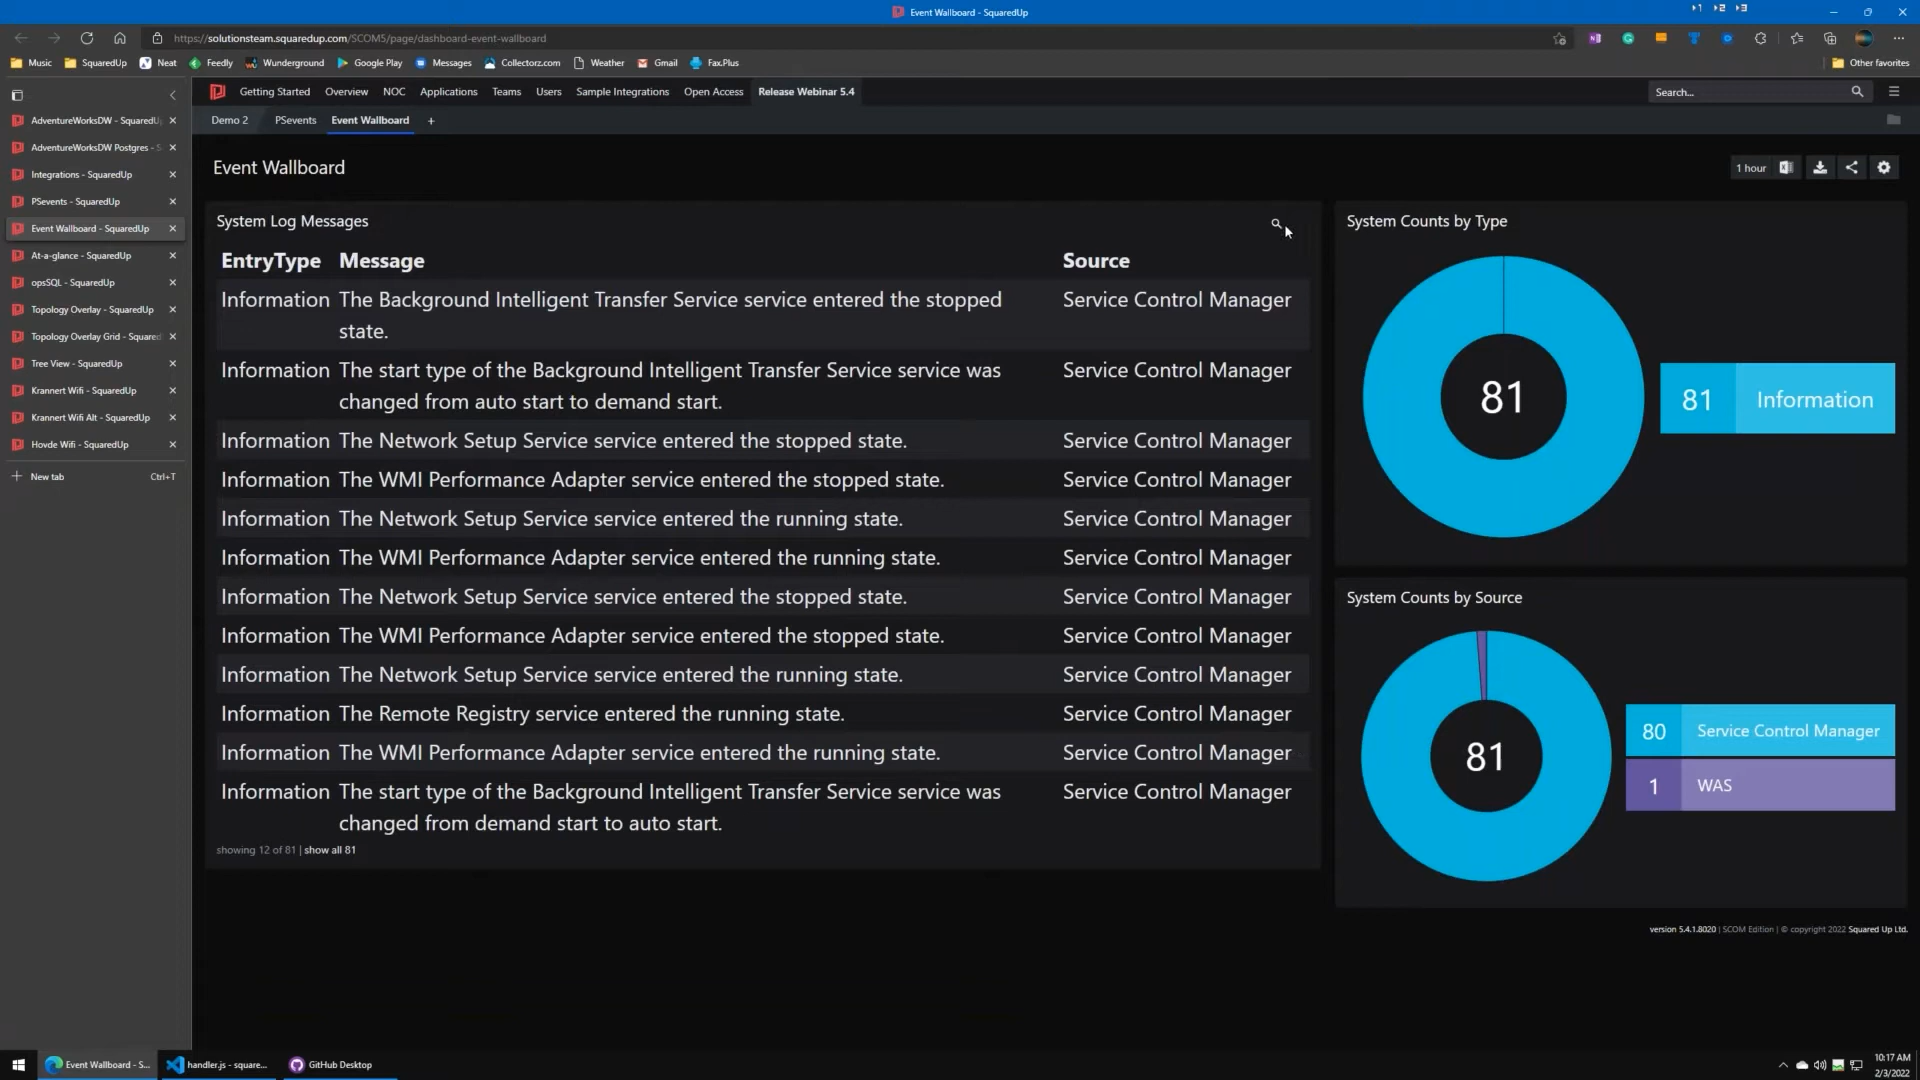 Event Wallboard - SquaredUp
https://solutionsteam.squaredup.com/SCOM5/page/dashboard-event-wallboard
Music SquaredUp Neat Feedly Wunderground Google Play Messages Collectorz.com Weather Gmail Fax.Plus Other favorites
Getting Started Overview NOC Applications Teams Users Sample Integrations Open Access Release Webinar 5.4 Search...
Demo 2 PSevents Event Wallboard +
AdventureWorksDW - SquaredU
AdventureWorksDW Postgres - S
Integrations - SquaredUp
PSevents - SquaredUp
Event Wallboard - SquaredUp
At-a-glance - SquaredUp
opsSQL - SquaredUp
Topology Overlay - SquaredUp
Topology Overlay Grid - Squared
Tree View - SquaredUp
Krannert Wifi - SquaredUp
Krannert Wifi Alt - SquaredUp
Hovde Wifi - SquaredUp
New tab Ctrl+T
Event Wallboard
1 hour
System Log Messages
EntryType Message Source
Information The Background Intelligent Transfer Service service entered the stopped Service Control Manager
state.
Information The start type of the Background Intelligent Transfer Service service was Service Control Manager
changed from auto start to demand start.
Information The Network Setup Service service entered the stopped state. Service Control Manager
Information The WMI Performance Adapter service entered the stopped state. Service Control Manager
Information The Network Setup Service service entered the running state. Service Control Manager
Information The WMI Performance Adapter service entered the running state. Service Control Manager
Information The Network Setup Service service entered the stopped state. Service Control Manager
Information The WMI Performance Adapter service entered the stopped state. Service Control Manager
Information The Network Setup Service service entered the running state. Service Control Manager
Information The Remote Registry service entered the running state. Service Control Manager
Information The WMI Performance Adapter service entered the running state. Service Control Manager
Information The start type of the Background Intelligent Transfer Service service was Service Control Manager
changed from demand start to auto start.
showing 12 of 81 | show all 81
System Counts by Type
81
81 Information
System Counts by Source
81
80 Service Control Manager
1 WAS
version 5.4.1.8020 | SCOM Edition | © copyright 2022 Squared Up Ltd.
Event Wallboard - S... handler.js - square... GitHub Desktop
10:17 AM
2/3/2022